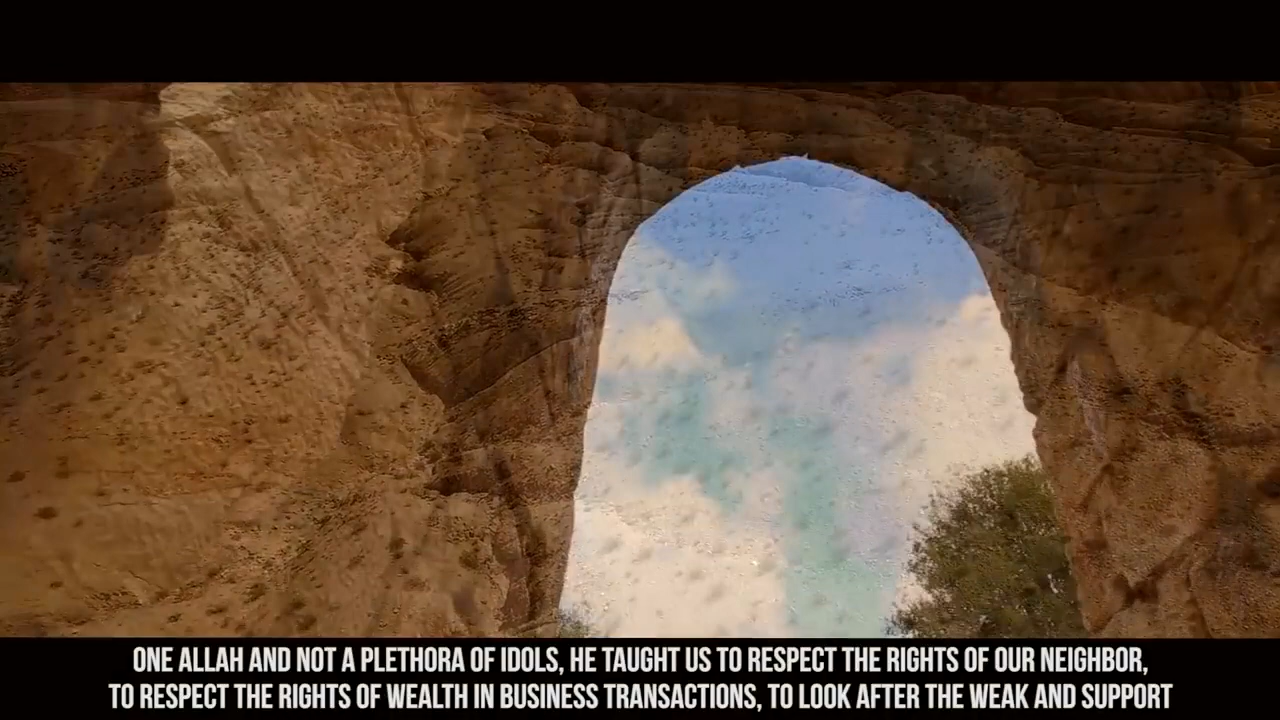 ONE ALLAH AND NOT A PLETHORA OF IDOLS, HE TAUGHT US TO RESPECT THE RIGHTS OF OUR NEIGHBOR,
TO RESPECT THE RIGHTS OF WEALTH IN BUSINESS TRANSACTIONS, TO LOOK AFTER THE WEAK AND SUPPORT